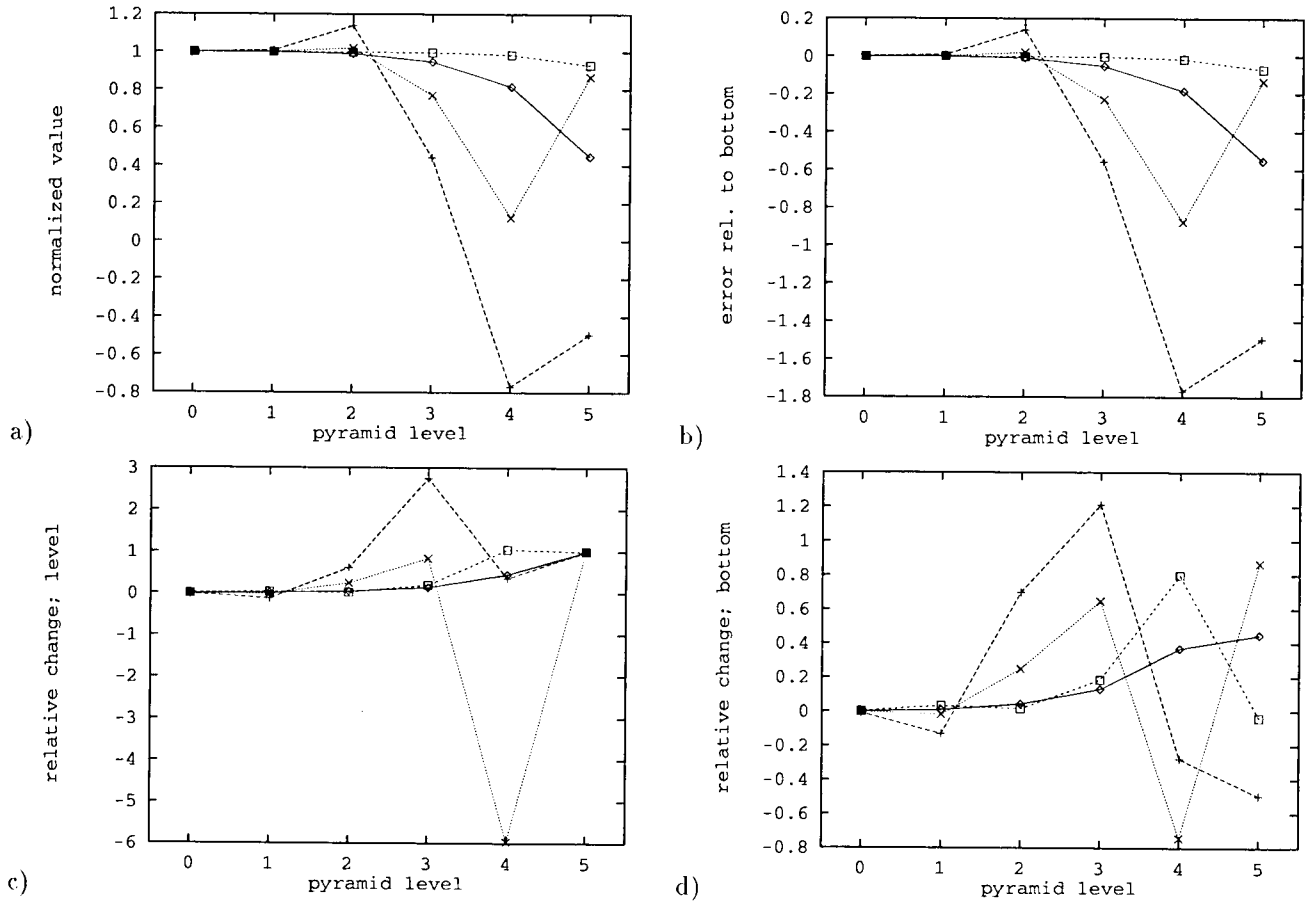 1.2
1
0.8
0.6
0.4
0.2
0
-0.2
-0.4
-0.6
-0.8
normalized value
0 1 2 3 4 5
pyramid level
a)
0.2
0
-0.2
-0.4
-0.6
-0.8
-1
-1.2
-1.4
-1.6
-1.8
error rel. to bottom
0 1 2 3 4 5
pyramid level
b)
3
2
1
0
-1
-2
-3
-4
-5
-6
relative change; level
0 1 2 3 4 5
pyramid level
c)
1.4
1.2
1
0.8
0.6
0.4
0.2
0
-0.2
-0.4
-0.6
-0.8
relative change; bottom
0 1 2 3 4 5
pyramid level
d)